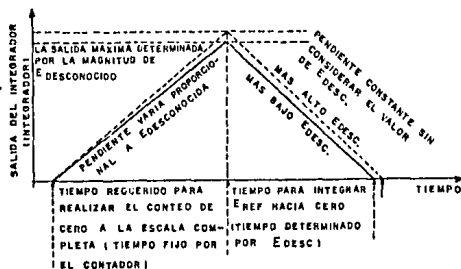 SALIDA DEL INTEGRADOR
(INTEGRADOR)
LA SALIDA MAXIMA DETERMINADA
POR LA MAGNITUD DE
E DESCONOCIDO
PENDIENTE VARIA PROPORCIO-
NAL A EDESCONOCIDA
PENDIENTE CONSTANTE SIN
CONSIDERAR EL VALOR
DE EDESC.
MAS ALTO EDESC.
MAS BAJO EDESC.
TIEMPO
TIEMPO REQUERIDO PARA
REALIZAR EL CONTEO DE
CERO A LA ESCALA COM-
PLETA (TIEMPO FIJO POR
EL CONTADOR)
TIEMPO PARA INTEGRAR
EREF HACIA CERO
(TIEMPO DETERMINADO
POR EDESC)